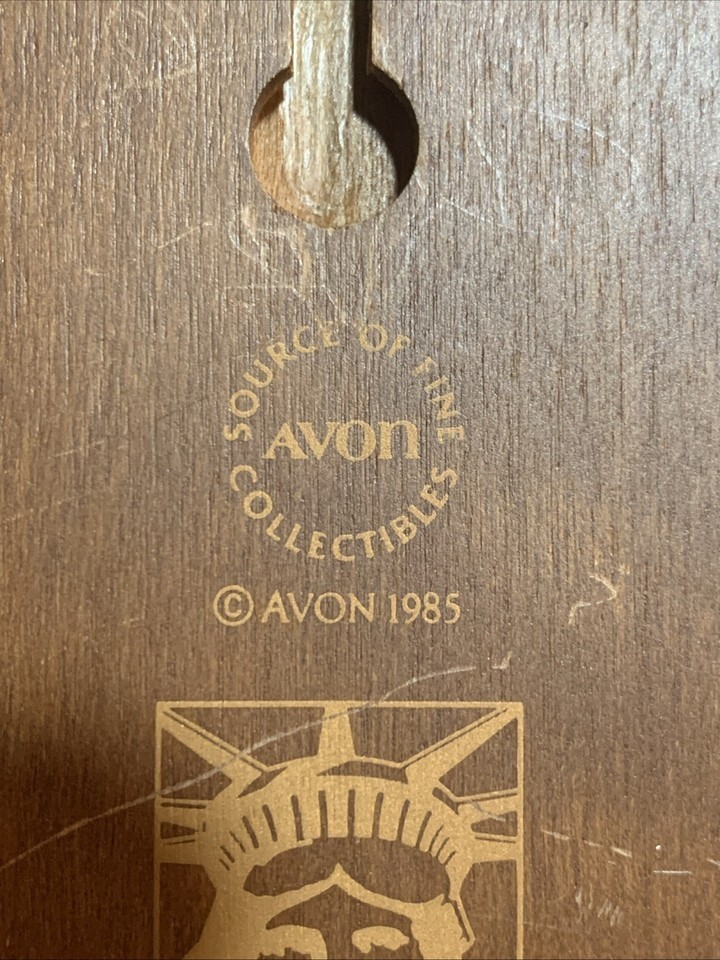 SOURCE OF FINE
AVON
COLLECTIBLES
© AVON 1985